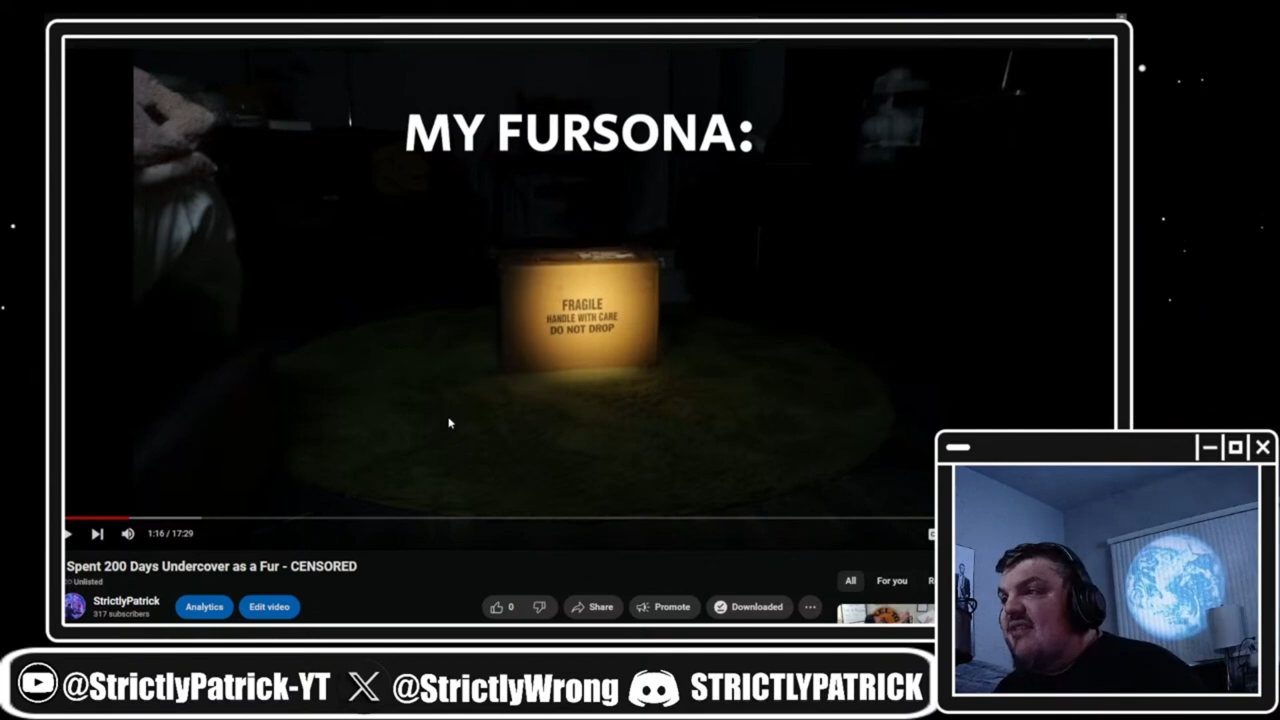 MY FURSONA:
FRAGILE
HANDLE WITH CARE
DO NOT DROP
1:16 / 17:29
Spent 200 Days Undercover as a Fur - CENSORED
Unlisted
StrictlyPatrick
317 subscribers
Analytics
Edit video
0
Share
Promote
Downloaded
All
For you
@StrictlyPatrick-YT
@StrictlyWrong
STRICTLYPATRICK